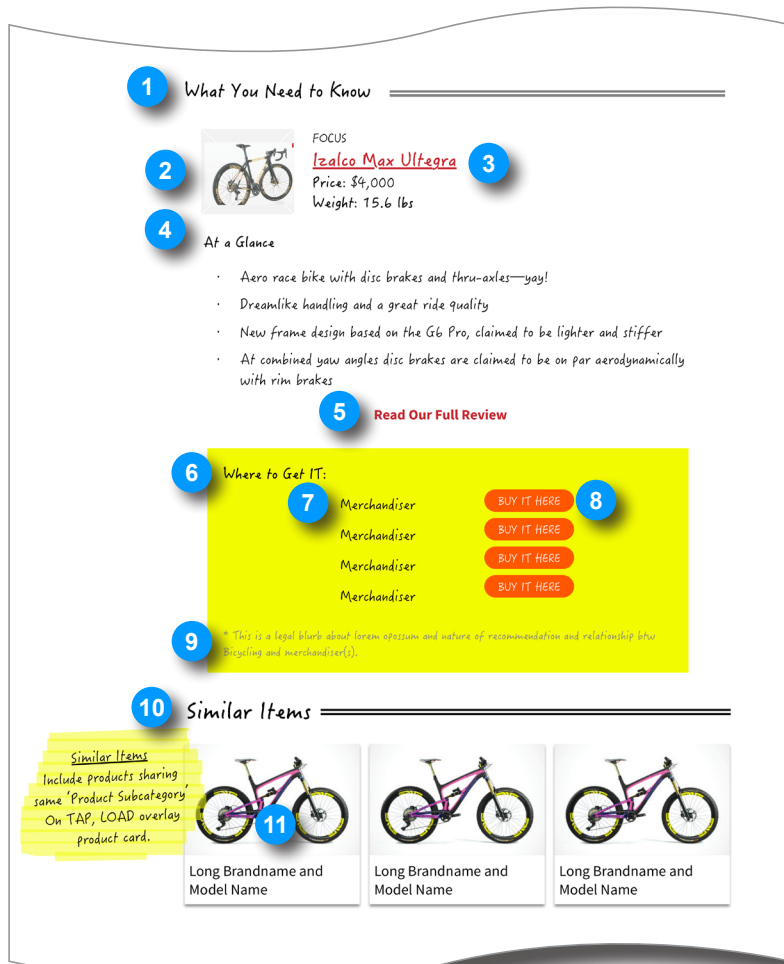 1
What You Need to Know
2
FOCUS
Izalco Max Ultegra
3
Price: $4,000
Weight: 15.6 lbs
4
At a Glance
· Aero race bike with disc brakes and thru-axles—yay!
· Dreamlike handling and a great ride quality
· New frame design based on the G6 Pro, claimed to be lighter and stiffer
· At combined yaw angles disc brakes are claimed to be on par aerodynamically
with rim brakes
5
Read Our Full Review
6
Where to Get IT:
7
Merchandiser
BUY IT HERE
8
Merchandiser
BUY IT HERE
Merchandiser
BUY IT HERE
Merchandiser
BUY IT HERE
9
* This is a legal blurb about lorem opossum and nature of recommendation and relationship btw
Bicycling and merchandiser(s).
10
Similar Items
Similar Items
Include products sharing
same 'Product Subcategory'
On TAP, LOAD overlay
product card.
11
Long Brandname and
Model Name
Long Brandname and
Model Name
Long Brandname and
Model Name